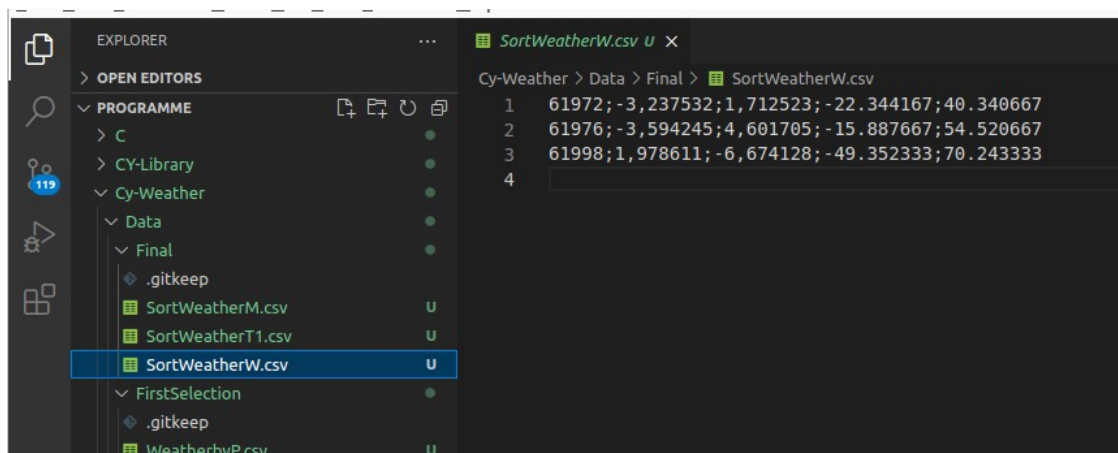 EXPLORER
OPEN EDITORS
PROGRAMME
C
CY-Library
119
Cy-Weather
Data
Final
.gitkeep
SortWeatherM.csv U
SortWeatherT1.csv U
SortWeatherW.csv U
FirstSelection
.gitkeep
WeatherbyP.csv U
SortWeatherW.csv U
Cy-Weather > Data > Final > SortWeatherW.csv
1 61972;-3,237532;1,712523;-22.344167;40.340667
2 61976;-3,594245;4,601705;-15.887667;54.520667
3 61998;1,978611;-6,674128;-49.352333;70.243333
4